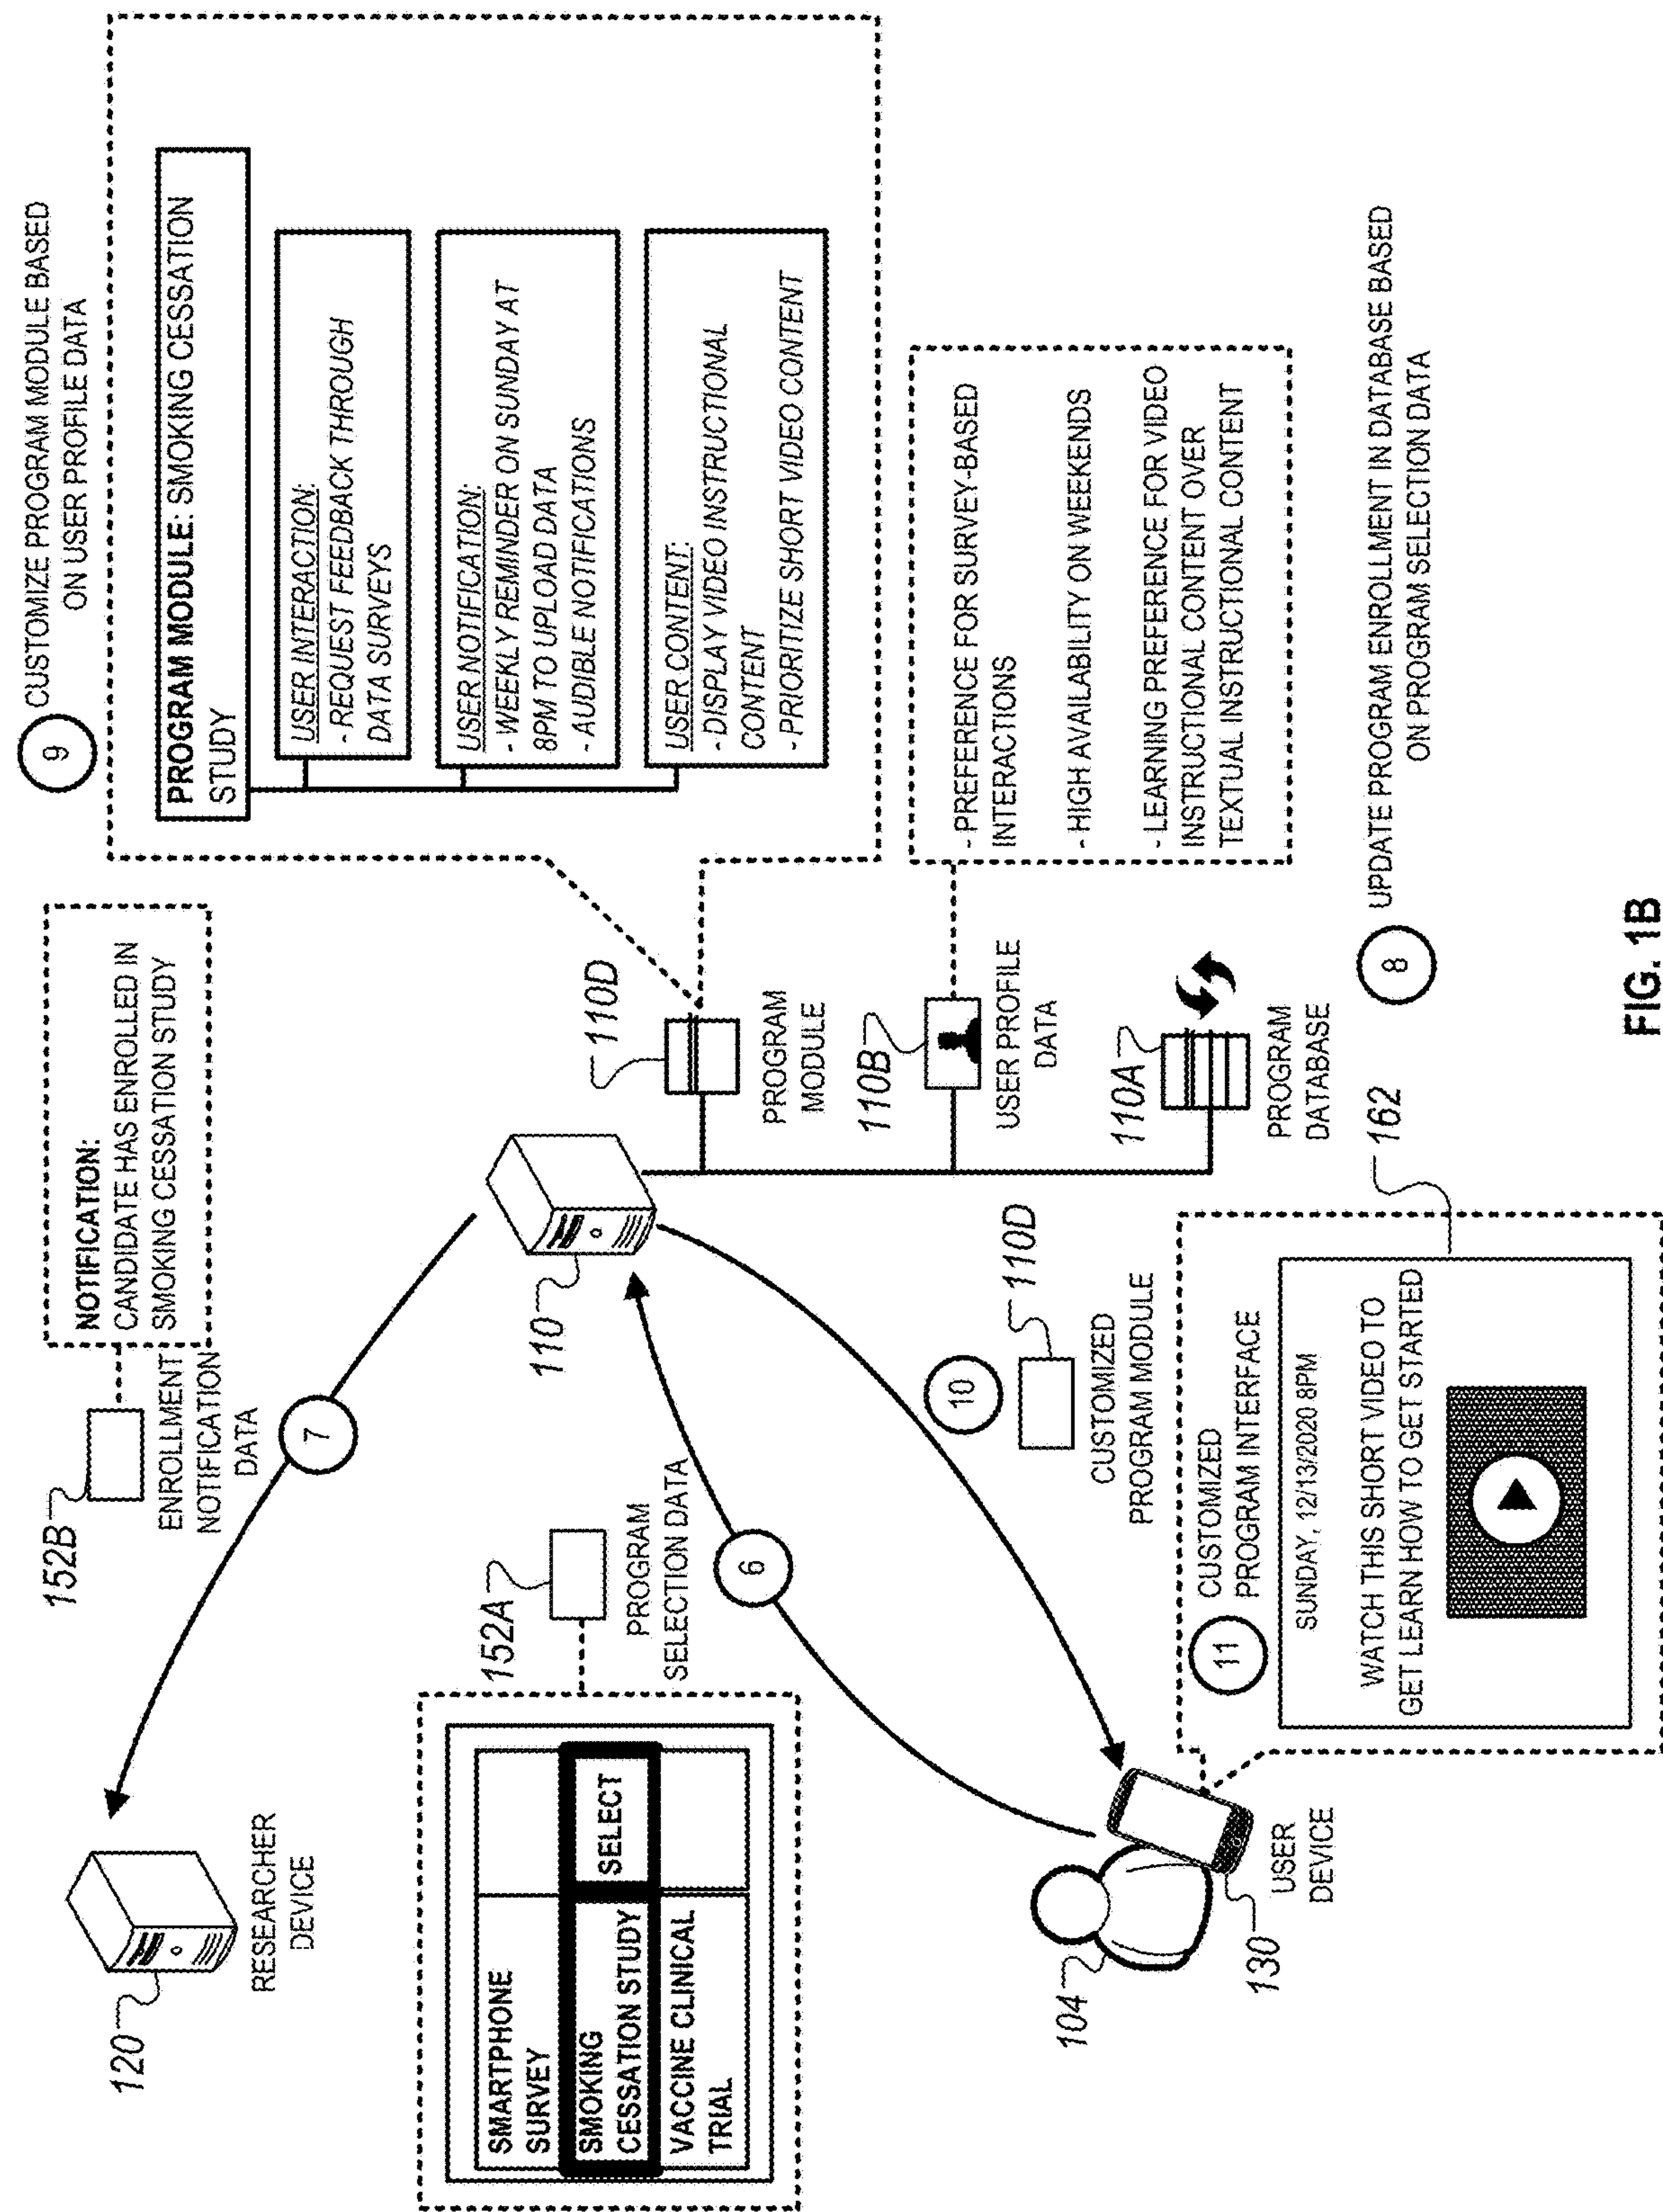 120
RESEARCHER
DEVICE
152B
ENROLLMENT
NOTIFICATION
DATA
NOTIFICATION:
CANDIDATE HAS ENROLLED IN
SMOKING CESSATION STUDY
7
9
CUSTOMIZE PROGRAM MODULE BASED
ON USER PROFILE DATA
PROGRAM MODULE: SMOKING CESSATION
STUDY
USER INTERACTION:
- REQUEST FEEDBACK THROUGH
DATA SURVEYS
USER NOTIFICATION:
- WEEKLY REMINDER ON SUNDAY AT
8PM TO UPLOAD DATA
- AUDIBLE NOTIFICATIONS
USER CONTENT:
- DISPLAY VIDEO INSTRUCTIONAL
CONTENT
- PRIORITIZE SHORT VIDEO CONTENT
SMARTPHONE
SURVEY
SMOKING
CESSATION STUDY
SELECT
VACCINE CLINICAL
TRIAL
152A
PROGRAM
SELECTION DATA
6
110
110D
PROGRAM
MODULE
110B
USER PROFILE
DATA
- PREFERENCE FOR SURVEY-BASED
INTERACTIONS
- HIGH AVAILABILITY ON WEEKENDS
- LEARNING PREFERENCE FOR VIDEO
INSTRUCTIONAL CONTENT OVER
TEXTUAL INSTRUCTIONAL CONTENT
110A
PROGRAM
DATABASE
8
UPDATE PROGRAM ENROLLMENT IN DATABASE BASED
ON PROGRAM SELECTION DATA
10
110D
CUSTOMIZED
PROGRAM MODULE
104
130
USER
DEVICE
11
CUSTOMIZED
PROGRAM INTERFACE
162
SUNDAY, 12/13/2020 8PM
WATCH THIS SHORT VIDEO TO
GET LEARN HOW TO GET STARTED
FIG. 1B